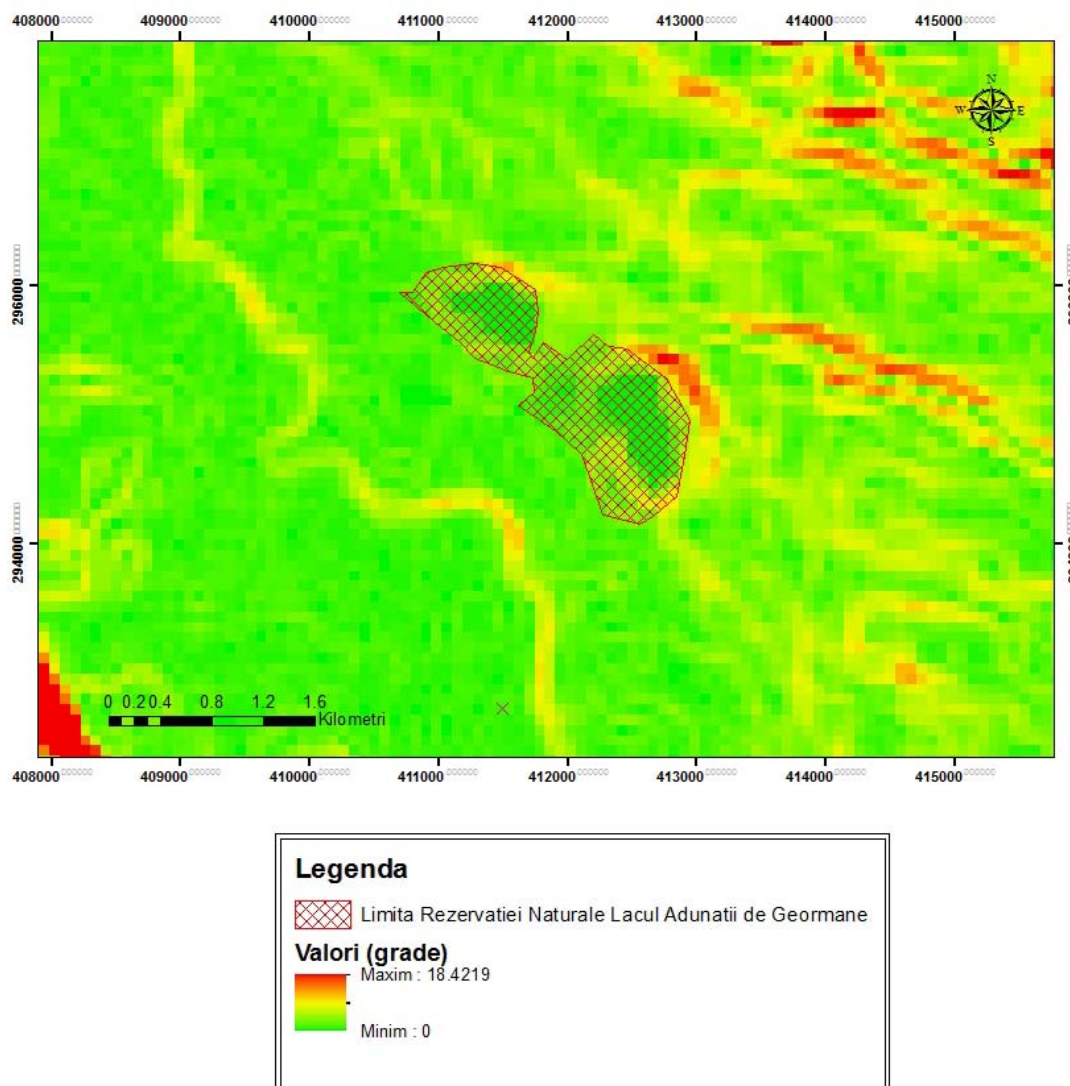 408000 409000 410000 411000 412000 413000 414000 415000
N
W E
S
296000
294000
0 0.2 0.4 0.8 1.2 1.6
Kilometri
408000 409000 410000 411000 412000 413000 414000 415000
Legenda
Limita Rezervatiei Naturale Lacul Adunatii de Geormane
Valori (grade)
Maxim : 18.4219
Minim : 0